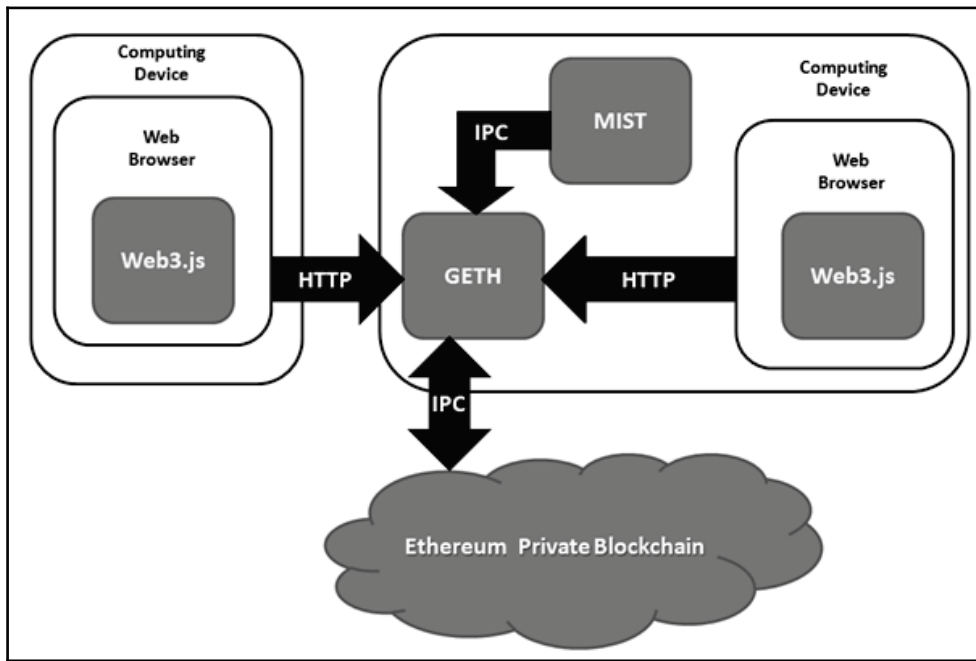 Computing
Device
Web
Browser
Web3.js
HTTP
IPC
MIST
GETH
HTTP
Computing
Device
Web
Browser
Web3.js
IPC
Ethereum Private Blockchain